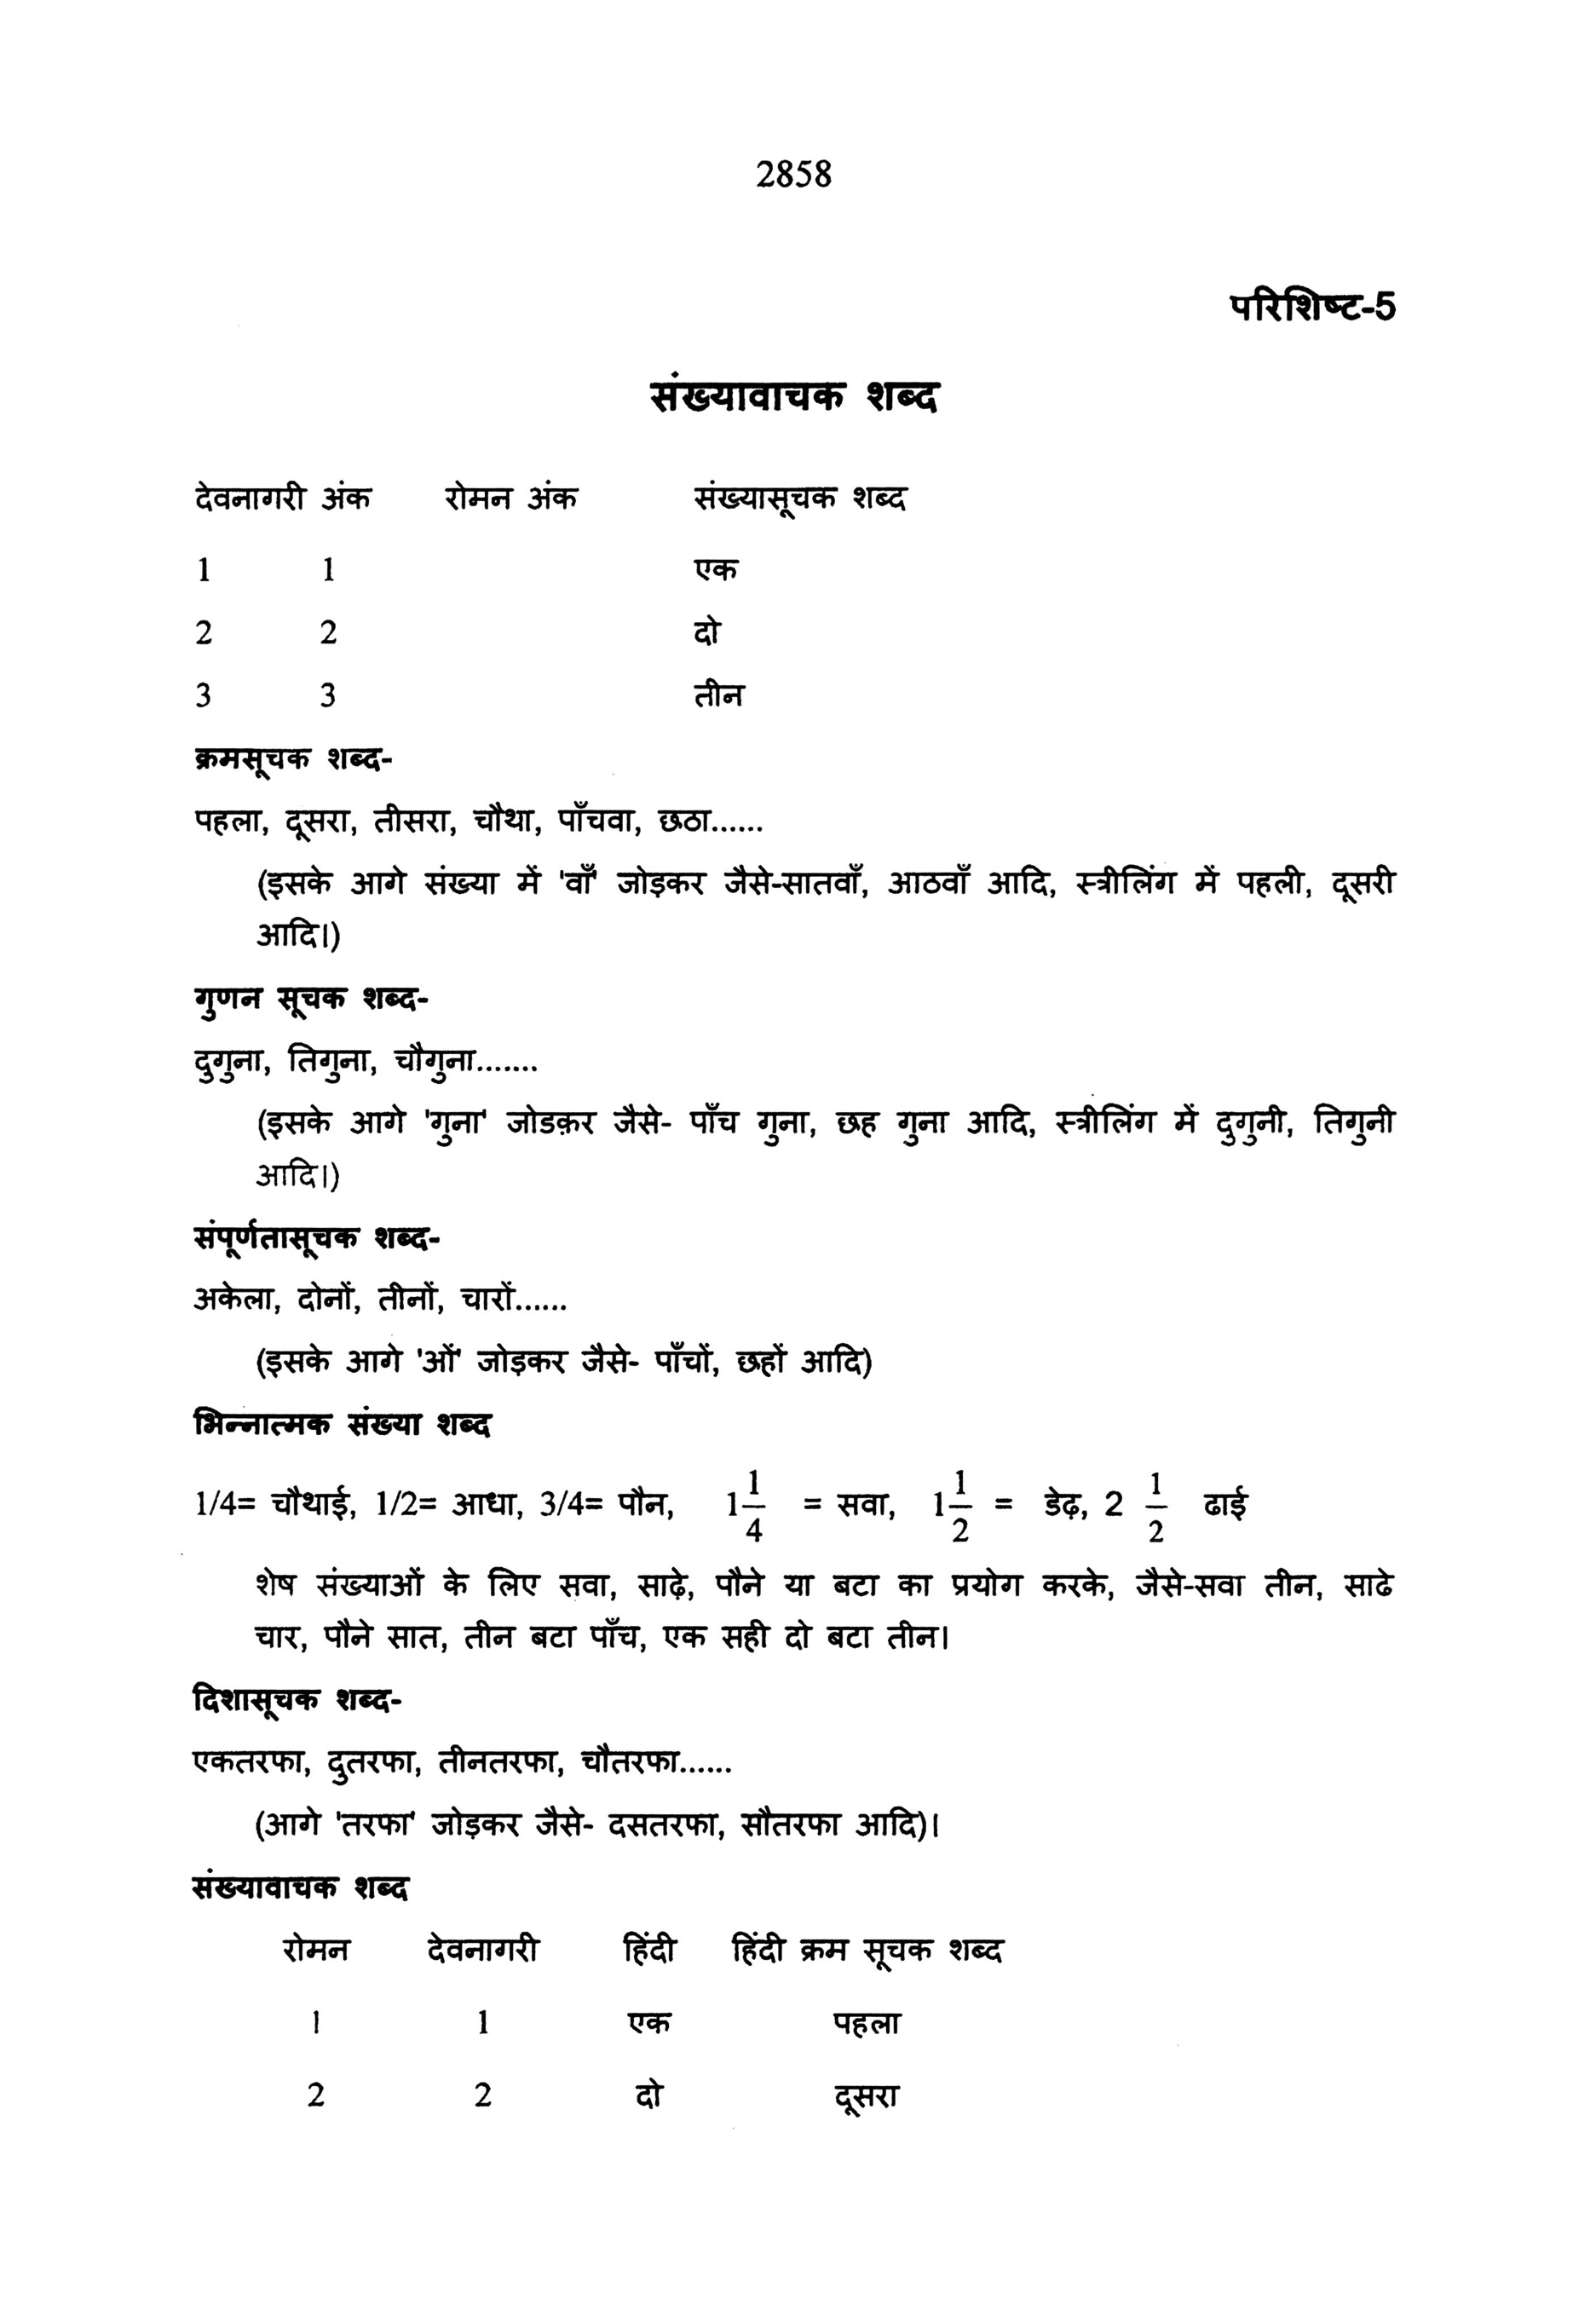 2858
परिशिष्ट-5
संख्यावाचक शब्द
देवनागरी अंक रोमन अंक संख्यासूचक शब्द
1 1 एक
2 2 दो
3 3 तीन
क्रमसूचक शब्द-
पहला, दूसरा, तीसरा, चौथा, पाँचवा, छठा......
(इसके आगे संख्या में 'वाँ' जोड़कर जैसे-सातवाँ, आठवाँ आदि, स्त्रीलिंग में पहली, दूसरी
आदि।)
गुणन सूचक शब्द-
दुगुना, तिगुना, चौगुना.......
(इसके आगे 'गुना' जोडक़र जैसे- पाँच गुना, छह गुना आदि, स्त्रीलिंग में दुगुनी, तिगुनी
आदि।)
संपूर्णतासूचक शब्द-
अकेला, दोनों, तीनों, चारों......
(इसके आगे 'ओं' जोड़कर जैसे- पाँचों, छहों आदि)
भिन्नात्मक संख्या शब्द
1/4= चौथाई, 1/2= आधा, 3/4= पौन, 1 1/4 = सवा, 1 1/2 = डेढ़, 2 1/2 ढाई
शेष संख्याओं के लिए सवा, साढ़े, पौने या बटा का प्रयोग करके, जैसे-सवा तीन, साढे
चार, पौने सात, तीन बटा पाँच, एक सही दो बटा तीन।
दिशासूचक शब्द-
एकतरफा, दुतरफा, तीनतरफा, चौतरफा......
(आगे 'तरफा' जोड़कर जैसे- दसतरफा, सौतरफा आदि)।
संख्यावाचक शब्द
रोमन देवनागरी हिंदी हिंदी क्रम सूचक शब्द
1 1 एक पहला
2 2 दो दूसरा